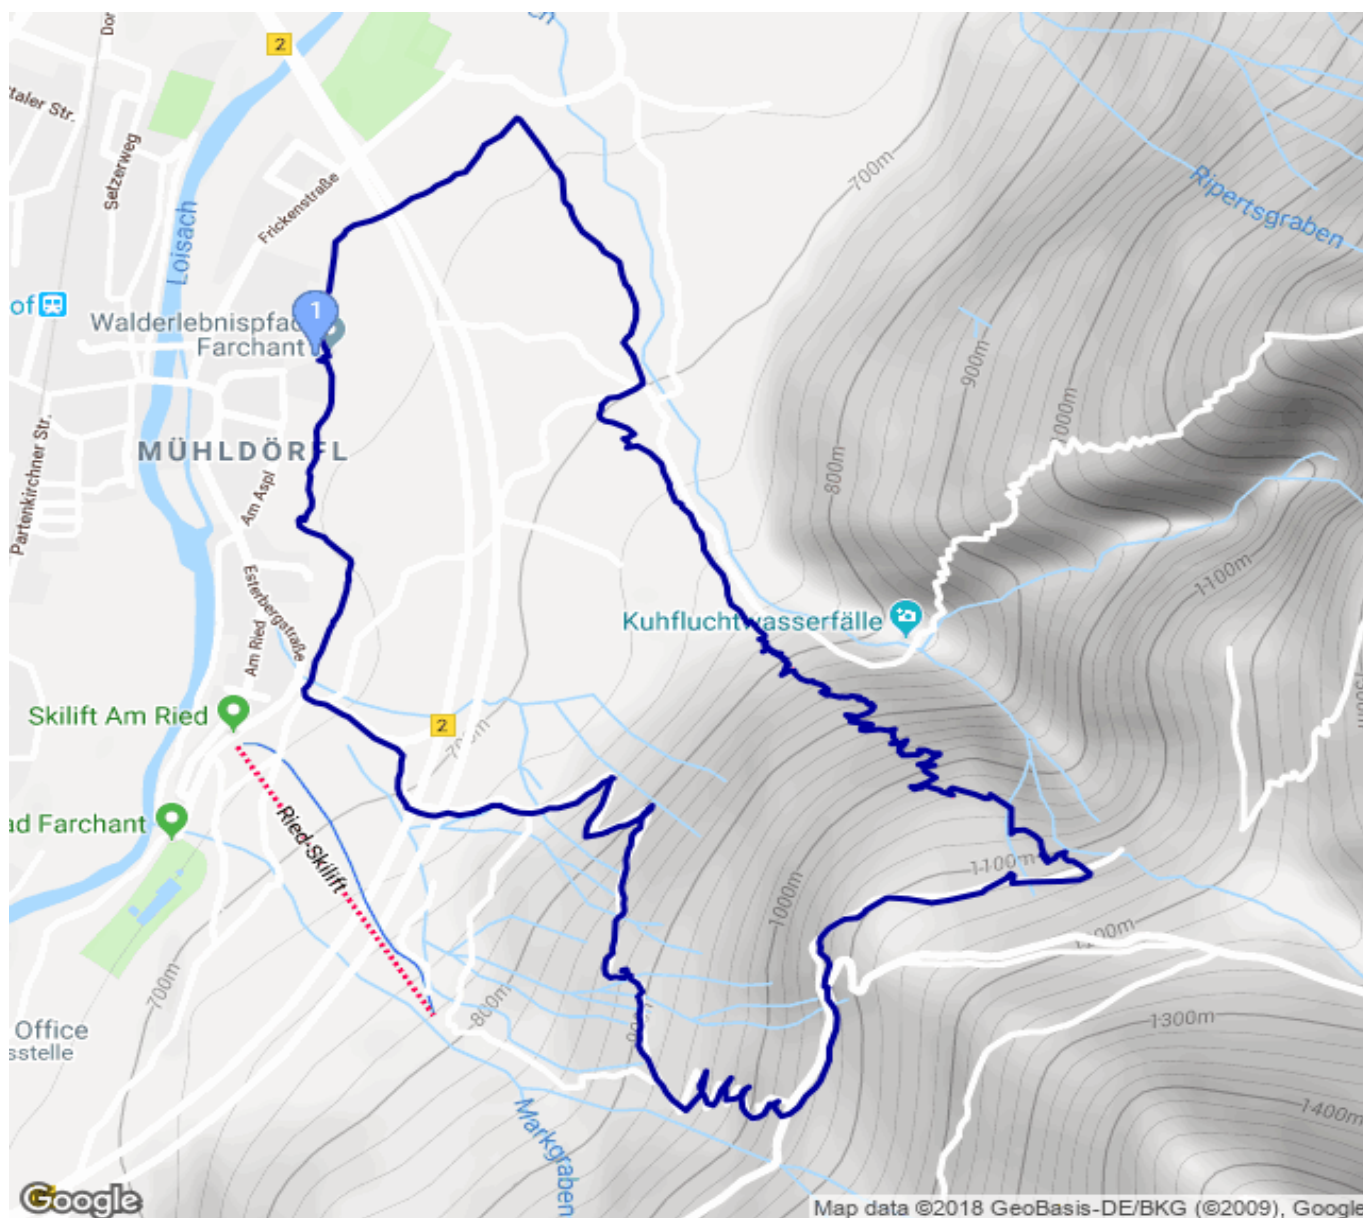 2
taler Str.
Setzerweg
Frickenstraße
Loisach
700m
Ripertsgraben
of
1
Walderlebnispfad
Farchant
900m
1000m
800m
MÜHLDÖRFL
Partenkirchner Str.
Am Aspl
1100m
Esterbergstraße
Am Ried
Kuhfluchtwasserfälle
Skilift Am Ried
2
ad Farchant
Ried-Skilift
1100m
1000m
700m
800m
Office
sstelle
1300m
1400m
Markgraben
Google
Map data ©2018 GeoBasis-DE/BKG (©2009), Google